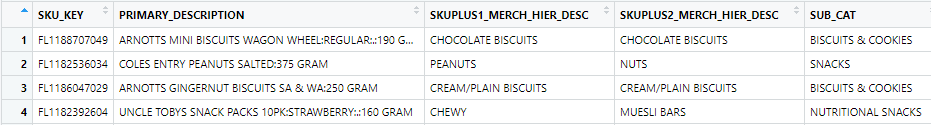 SKU_KEY PRIMARY_DESCRIPTION SKUPLUS1_MERCH_HIER_DESC SKUPLUS2_MERCH_HIER_DESC SUB_CAT
1 FL1188707049 ARNOTTS MINI BISCUITS WAGON WHEEL:REGULAR:.:190 G... CHOCOLATE BISCUITS CHOCOLATE BISCUITS BISCUITS & COOKIES
2 FL1182536034 COLES ENTRY PEANUTS SALTED:375 GRAM PEANUTS NUTS SNACKS
3 FL1186047029 ARNOTTS GINGERNUT BISCUITS SA & WA:250 GRAM CREAM/PLAIN BISCUITS CREAM/PLAIN BISCUITS BISCUITS & COOKIES
4 FL1182392604 UNCLE TOBYS SNACK PACKS 10PK:STRAWBERRY:.:160 GRAM CHEWY MUESLI BARS NUTRITIONAL SNACKS